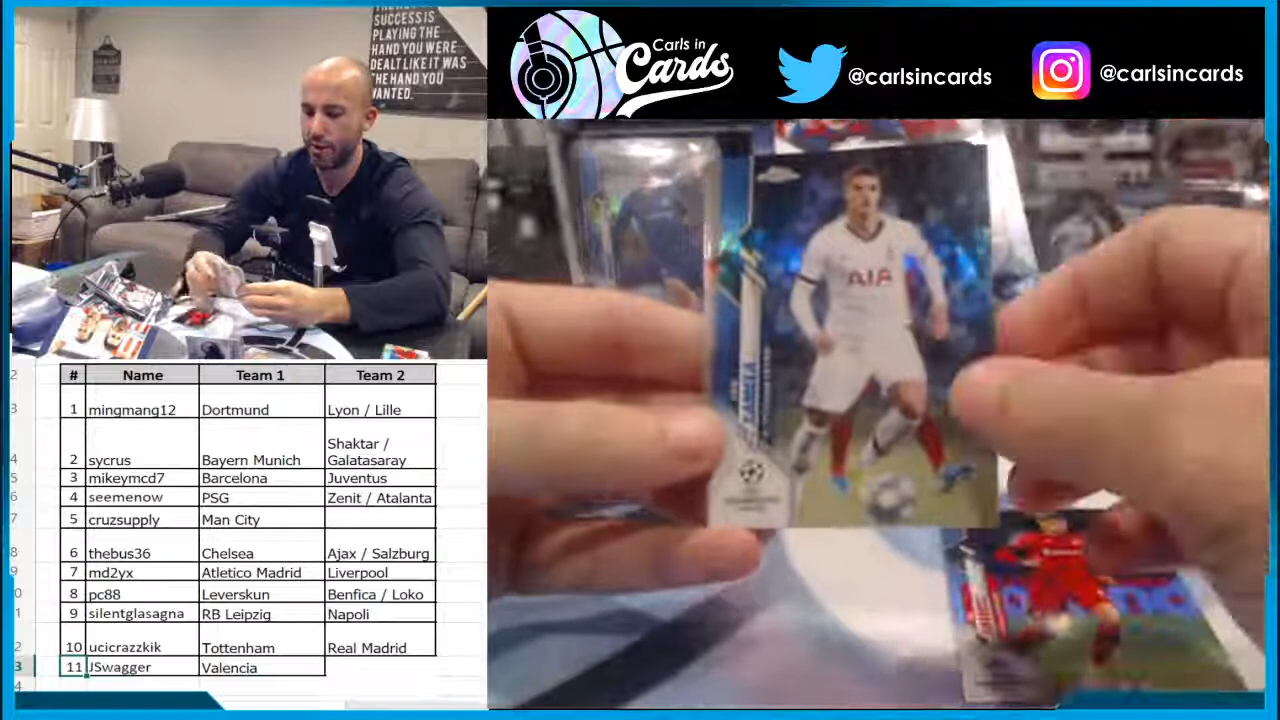 SUCCESS IS
PLAYING THE
HAND YOU WERE
DEALT LIKE IT WAS
THE HAND YOU
WANTED.
Carls in
Cards
@carlsincards
@carlsincards
AIA
LAMELA
# Name Team 1 Team 2
1 mingmang12 Dortmund Lyon / Lille
2 sycrus Bayern Munich Shaktar / Galatasaray
3 mikeymcd7 Barcelona Juventus
4 seemenow PSG Zenit / Atalanta
5 cruzsupply Man City
6 thebus36 Chelsea Ajax / Salzburg
7 md2yx Atletico Madrid Liverpool
8 pc88 Leverskun Benfica / Loko
9 silentglasagna RB Leipzig Napoli
10 ucicrazzkik Tottenham Real Madrid
11 JSwagger Valencia